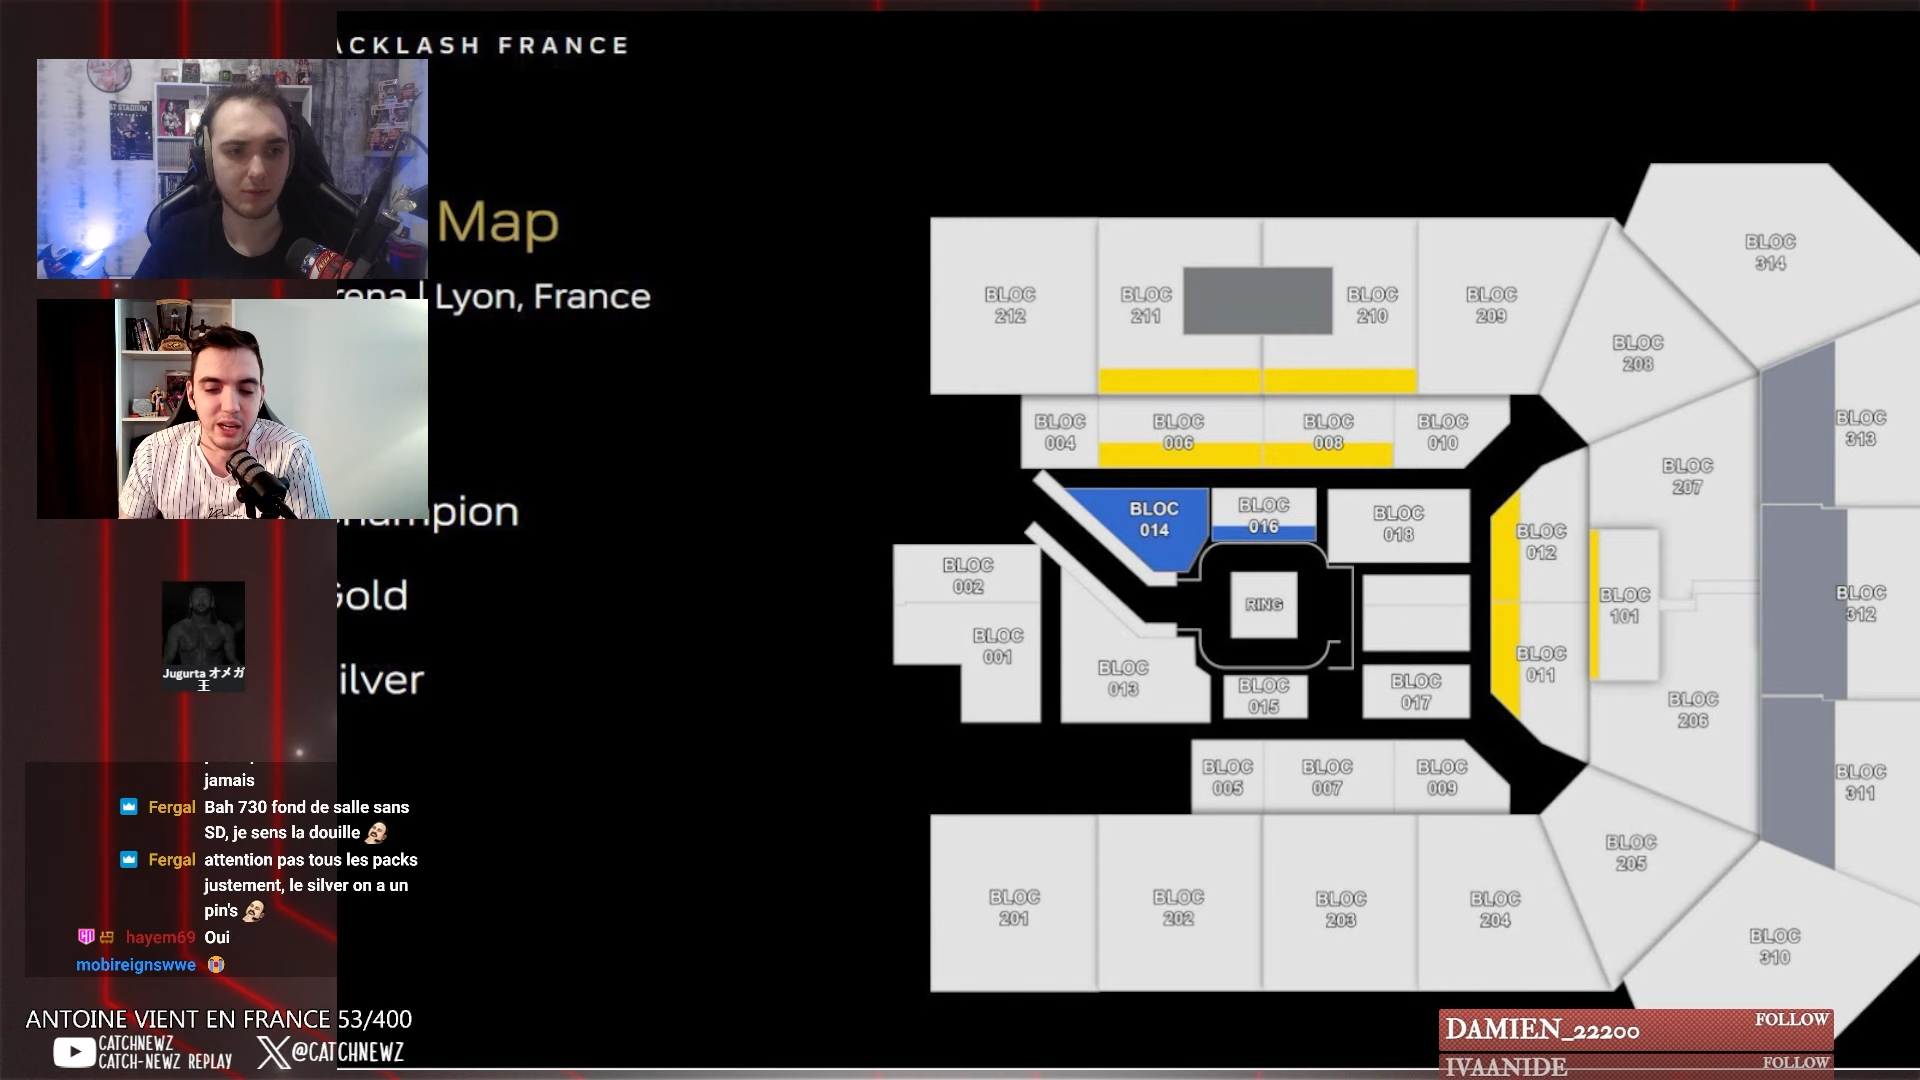 ACKLASH FRANCE
Map
rena | Lyon, France
Champion
Gold
ilver
BLOC
212
BLOC
211
BLOC
210
BLOC
209
BLOC
208
BLOC
314
BLOC
313
BLOC
207
BLOC
004
BLOC
006
BLOC
008
BLOC
010
BLOC
014
BLOC
016
BLOC
018
BLOC
012
BLOC
101
BLOC
312
BLOC
002
BLOC
001
RING
BLOC
013
BLOC
015
BLOC
017
BLOC
011
BLOC
206
BLOC
311
BLOC
005
BLOC
007
BLOC
009
BLOC
205
BLOC
201
BLOC
202
BLOC
203
BLOC
204
BLOC
310
Jugurta オメガ
王
jamais
Fergal Bah 730 fond de salle sans
SD, je sens la douille
Fergal attention pas tous les packs
justement, le silver on a un
pin's
hayem69 Oui
mobireignswwe
ANTOINE VIENT EN FRANCE 53/400
CATCHNEWZ
CATCH-NEWZ REPLAY
@CATCHNEWZ
DAMIEN_22200 FOLLOW
IVAANIDE FOLLOW